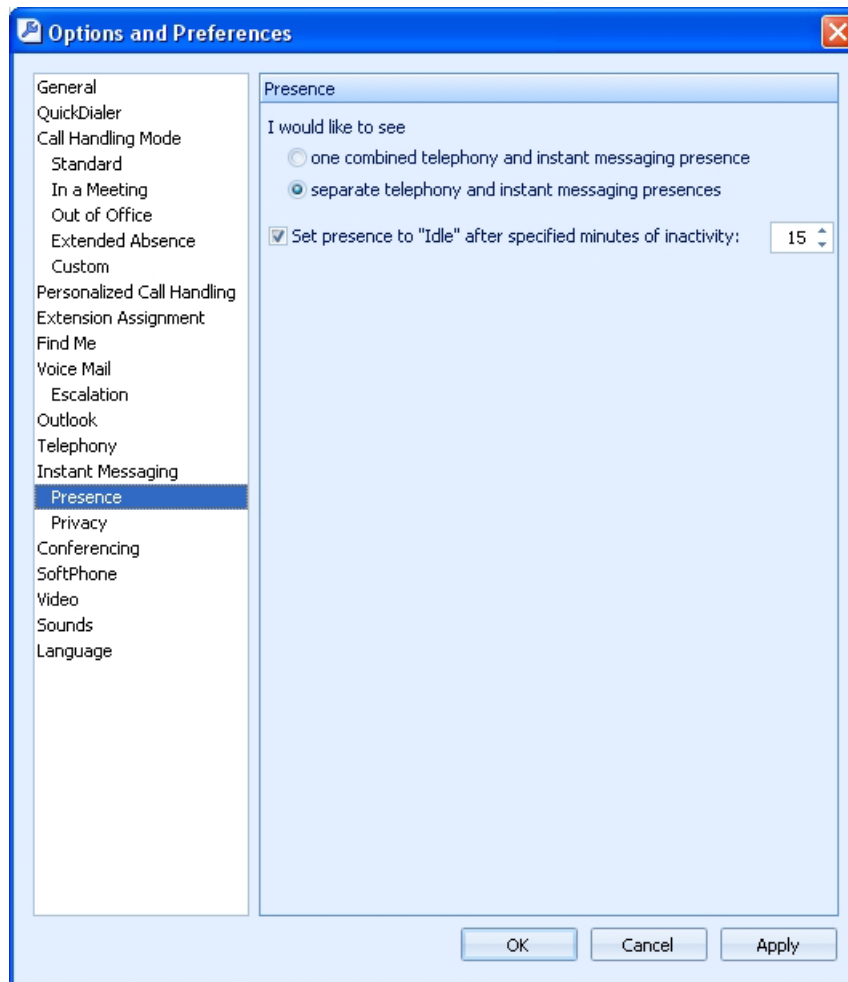 Options and Preferences
General
QuickDialer
Call Handling Mode
Standard
In a Meeting
Out of Office
Extended Absence
Custom
Personalized Call Handling
Extension Assignment
Find Me
Voice Mail
Escalation
Outlook
Telephony
Instant Messaging
Presence
Privacy
Conferencing
SoftPhone
Video
Sounds
Language
Presence
I would like to see
one combined telephony and instant messaging presence
separate telephony and instant messaging presences
Set presence to "Idle" after specified minutes of inactivity: 15
OK Cancel Apply